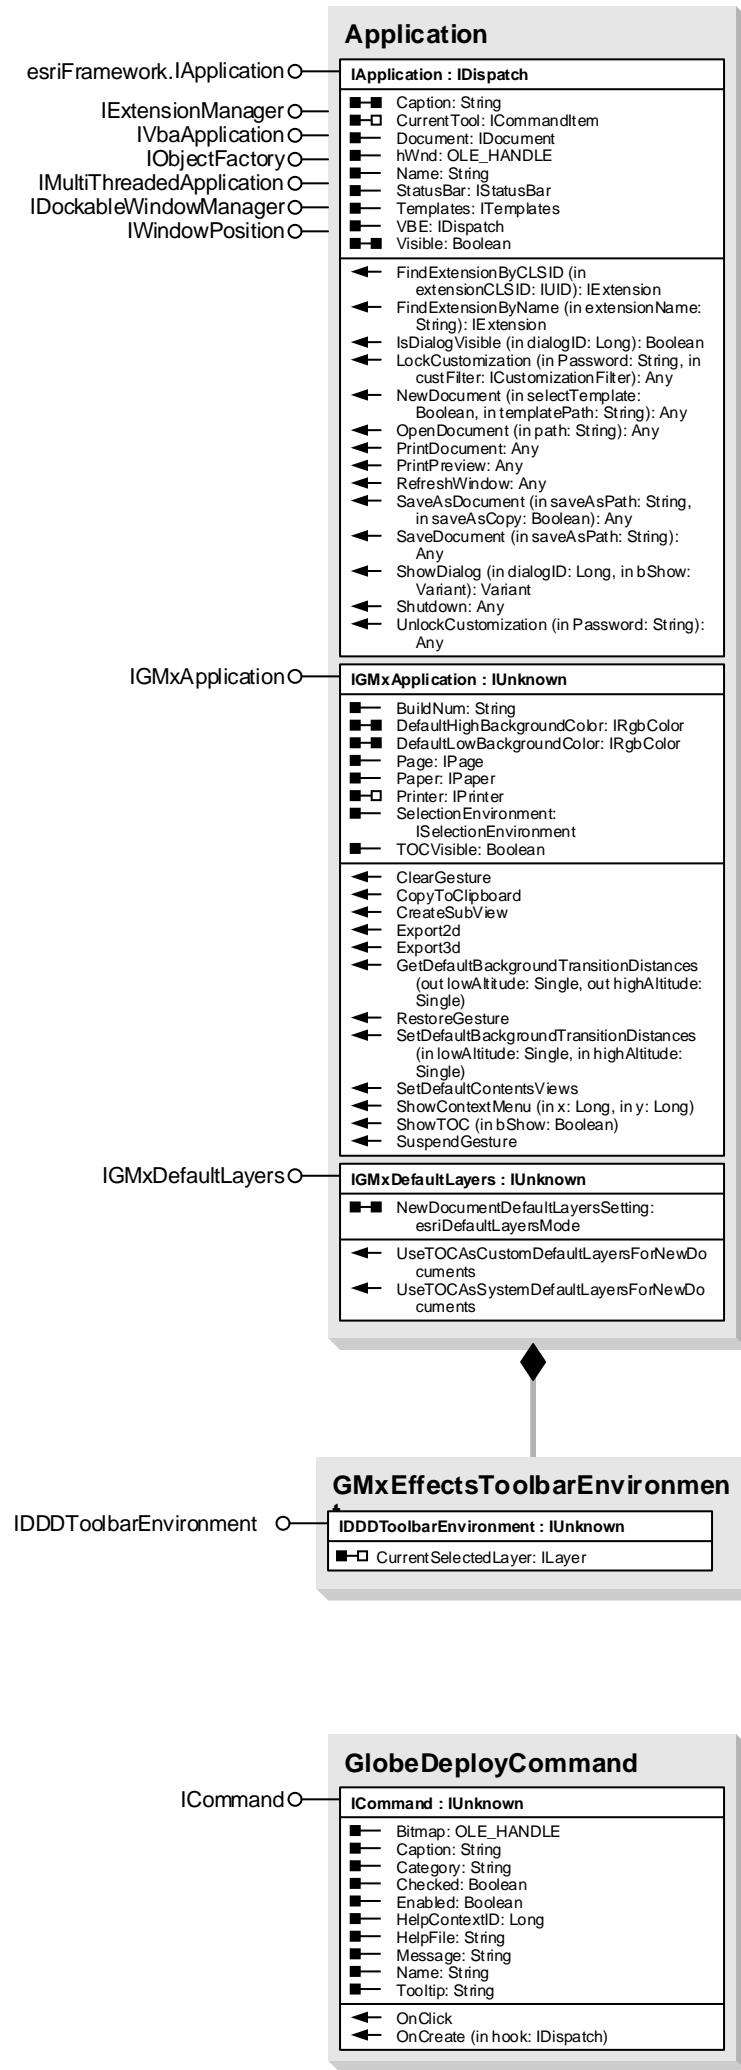 Application
esriFramework.IApplication
IExtensionManager
IVbaApplication
IObjectFactory
IMultiThreadedApplication
IDockableWindowManager
IWindowPosition
IApplication : IDispatch
Caption: String
CurrentTool: ICommandItem
Document: IDocument
hWnd: OLE_HANDLE
Name: String
StatusBar: IStatusBar
Templates: ITemplates
VBE: IDispatch
Visible: Boolean
FindExtensionByCLSID (in
extensionCLSID: IUID): IExtension
FindExtensionByName (in extensionName:
String): IExtension
IsDialogVisible (in dialogID: Long): Boolean
LockCustomization (in Password: String, in
custFilter: ICustomizationFilter): Any
NewDocument (in selectTemplate:
Boolean, in templatePath: String): Any
OpenDocument (in path: String): Any
PrintDocument: Any
PrintPreview: Any
RefreshWindow: Any
SaveAsDocument (in saveAsPath: String,
in saveAsCopy: Boolean): Any
SaveDocument (in saveAsPath: String):
Any
ShowDialog (in dialogID: Long, in bShow:
Variant): Variant
Shutdown: Any
UnlockCustomization (in Password: String):
Any
IGMxApplication
IGMxApplication : IUnknown
BuildNum: String
DefaultHighBackgroundColor: IRgbColor
DefaultLowBackgroundColor: IRgbColor
Page: IPage
Paper: IPaper
Printer: IPrinter
SelectionEnvironment:
ISelectionEnvironment
TOCVisible: Boolean
ClearGesture
CopyToClipboard
CreateSubView
Export2d
Export3d
GetDefaultBackgroundTransitionDistances
(out lowAltitude: Single, out highAltitude:
Single)
RestoreGesture
SetDefaultBackgroundTransitionDistances
(in lowAltitude: Single, in highAltitude:
Single)
SetDefaultContentsViews
ShowContextMenu (in x: Long, in y: Long)
ShowTOC (in bShow: Boolean)
SuspendGesture
IGMxDefaultLayers
IGMxDefaultLayers : IUnknown
NewDocumentDefaultLayersSetting:
esriDefaultLayersMode
UseTOCAsCustomDefaultLayersForNewDo
cuments
UseTOCAsSystemDefaultLayersForNewDo
cuments
GMxEffectsToolbarEnvironmen
t
IDDDToolbarEnvironment
IDDDToolbarEnvironment : IUnknown
CurrentSelectedLayer: ILayer
GlobeDeployCommand
ICommand
ICommand : IUnknown
Bitmap: OLE_HANDLE
Caption: String
Category: String
Checked: Boolean
Enabled: Boolean
HelpContextID: Long
HelpFile: String
Message: String
Name: String
Tooltip: String
OnClick
OnCreate (in hook: IDispatch)